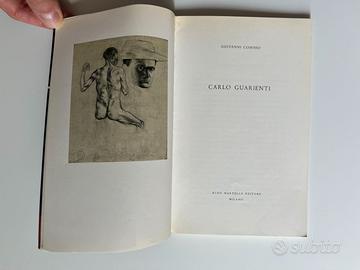 GIOVANNI COMISSO
CARLO GUARIENTI
ALDO MARTELLO EDITORE
MILANO
subito